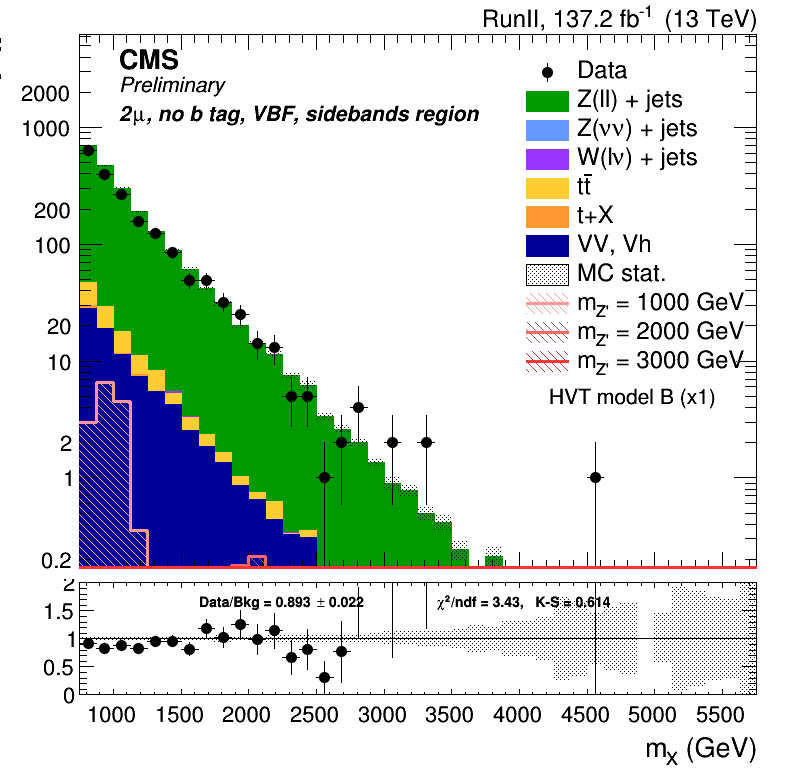 RunII, 137.2 fb⁻¹ (13 TeV)
CMS
Preliminary
2μ, no b tag, VBF, sidebands region
Data
Z(ll) + jets
Z(νν) + jets
W(lν) + jets
tt̄
t+X
VV, Vh
MC stat.
m_Z' = 1000 GeV
m_Z' = 2000 GeV
m_Z' = 3000 GeV
HVT model B (x1)
2000
1000
200
100
20
10
2
1
0.2
2
1.5
1
0.5
0
Data/Bkg = 0.893 ± 0.022
χ²/ndf = 3.43, K-S = 0.614
1000 1500 2000 2500 3000 3500 4000 4500 5000 5500
m_X (GeV)